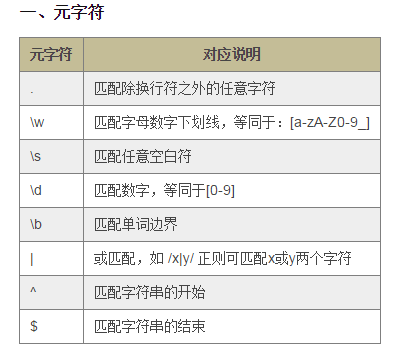 一、元字符
元字符 对应说明
. 匹配除换行符之外的任意字符
\w 匹配字母数字下划线，等同于：[a-zA-Z0-9_]
\s 匹配任意空白符
\d 匹配数字，等同于[0-9]
\b 匹配单词边界
| 或匹配，如 /x|y/ 正则可匹配x或y两个字符
^ 匹配字符串的开始
$ 匹配字符串的结束